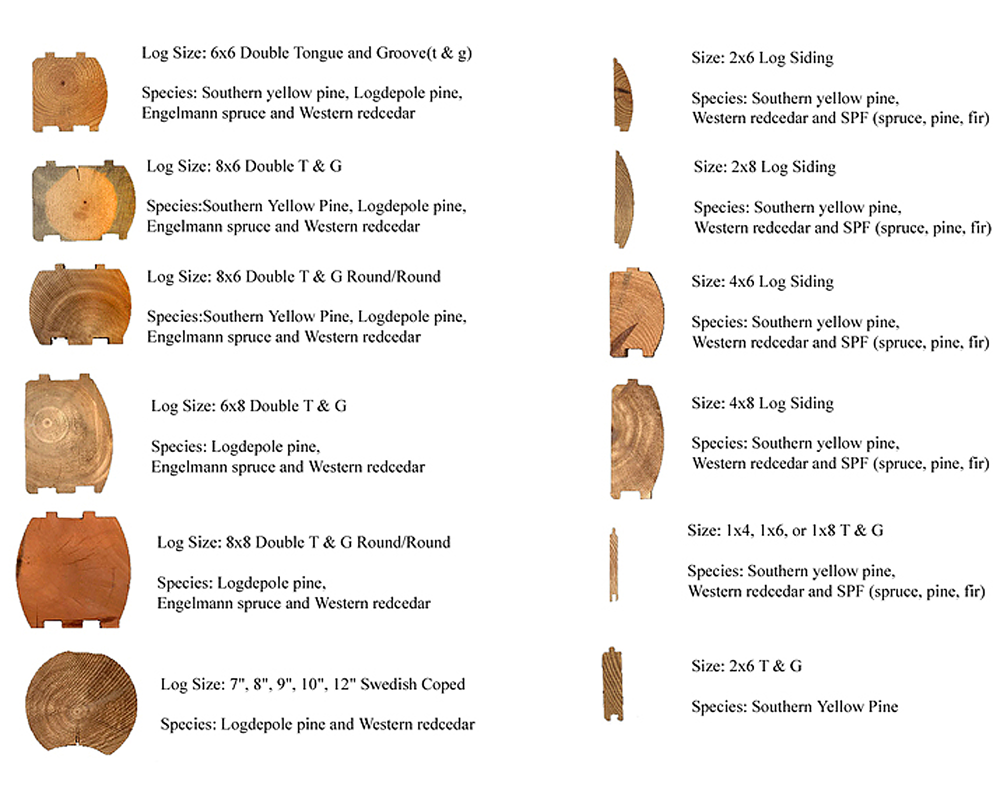 Log Size: 6x6 Double Tongue and Groove(t & g)
Species: Southern yellow pine, Logdepole pine,
Engelmann spruce and Western redcedar
Log Size: 8x6 Double T & G
Species:Southern Yellow Pine, Logdepole pine,
Engelmann spruce and Western redcedar
Log Size: 8x6 Double T & G Round/Round
Species:Southern Yellow Pine, Logdepole pine,
Engelmann spruce and Western redcedar
Log Size: 6x8 Double T & G
Species: Logdepole pine,
Engelmann spruce and Western redcedar
Log Size: 8x8 Double T & G Round/Round
Species: Logdepole pine,
Engelmann spruce and Western redcedar
Log Size: 7", 8", 9", 10", 12" Swedish Coped
Species: Logdepole pine and Western redcedar
Size: 2x6 Log Siding
Species: Southern yellow pine,
Western redcedar and SPF (spruce, pine, fir)
Size: 2x8 Log Siding
Species: Southern yellow pine,
Western redcedar and SPF (spruce, pine, fir)
Size: 4x6 Log Siding
Species: Southern yellow pine,
Western redcedar and SPF (spruce, pine, fir)
Size: 4x8 Log Siding
Species: Southern yellow pine,
Western redcedar and SPF (spruce, pine, fir)
Size: 1x4, 1x6, or 1x8 T & G
Species: Southern yellow pine,
Western redcedar and SPF (spruce, pine, fir)
Size: 2x6 T & G
Species: Southern Yellow Pine